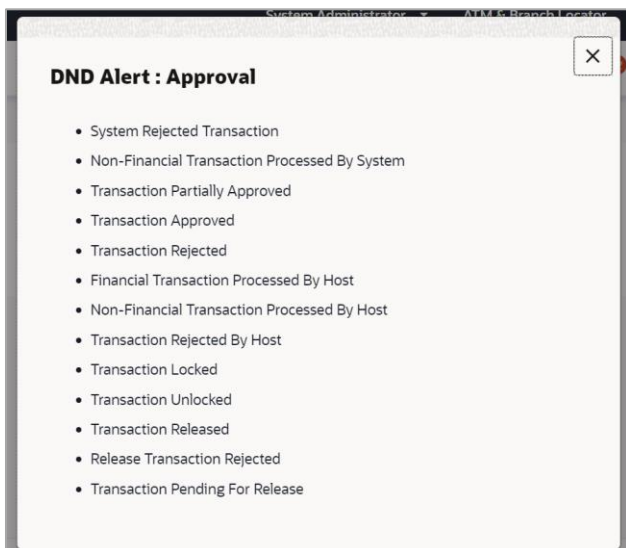 System Administrator ATM & Branch Locator
DND Alert : Approval
System Rejected Transaction
Non-Financial Transaction Processed By System
Transaction Partially Approved
Transaction Approved
Transaction Rejected
Financial Transaction Processed By Host
Non-Financial Transaction Processed By Host
Transaction Rejected By Host
Transaction Locked
Transaction Unlocked
Transaction Released
Release Transaction Rejected
Transaction Pending For Release